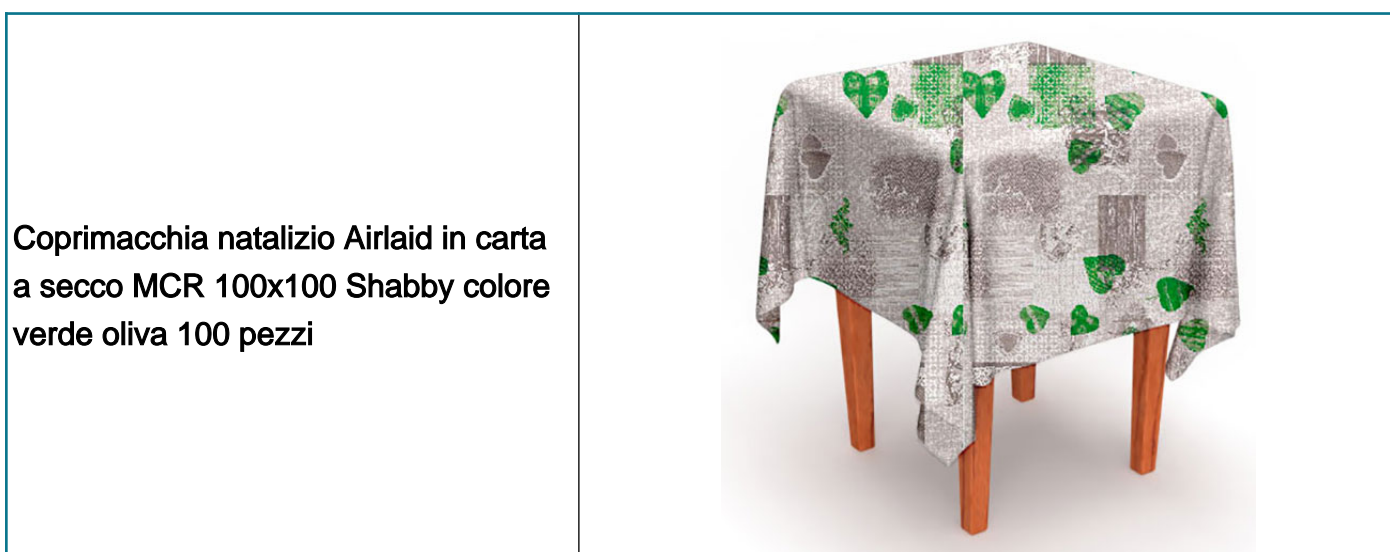 Coprimacchia natalizio Airlaid in carta
a secco MCR 100x100 Shabby colore
verde oliva 100 pezzi